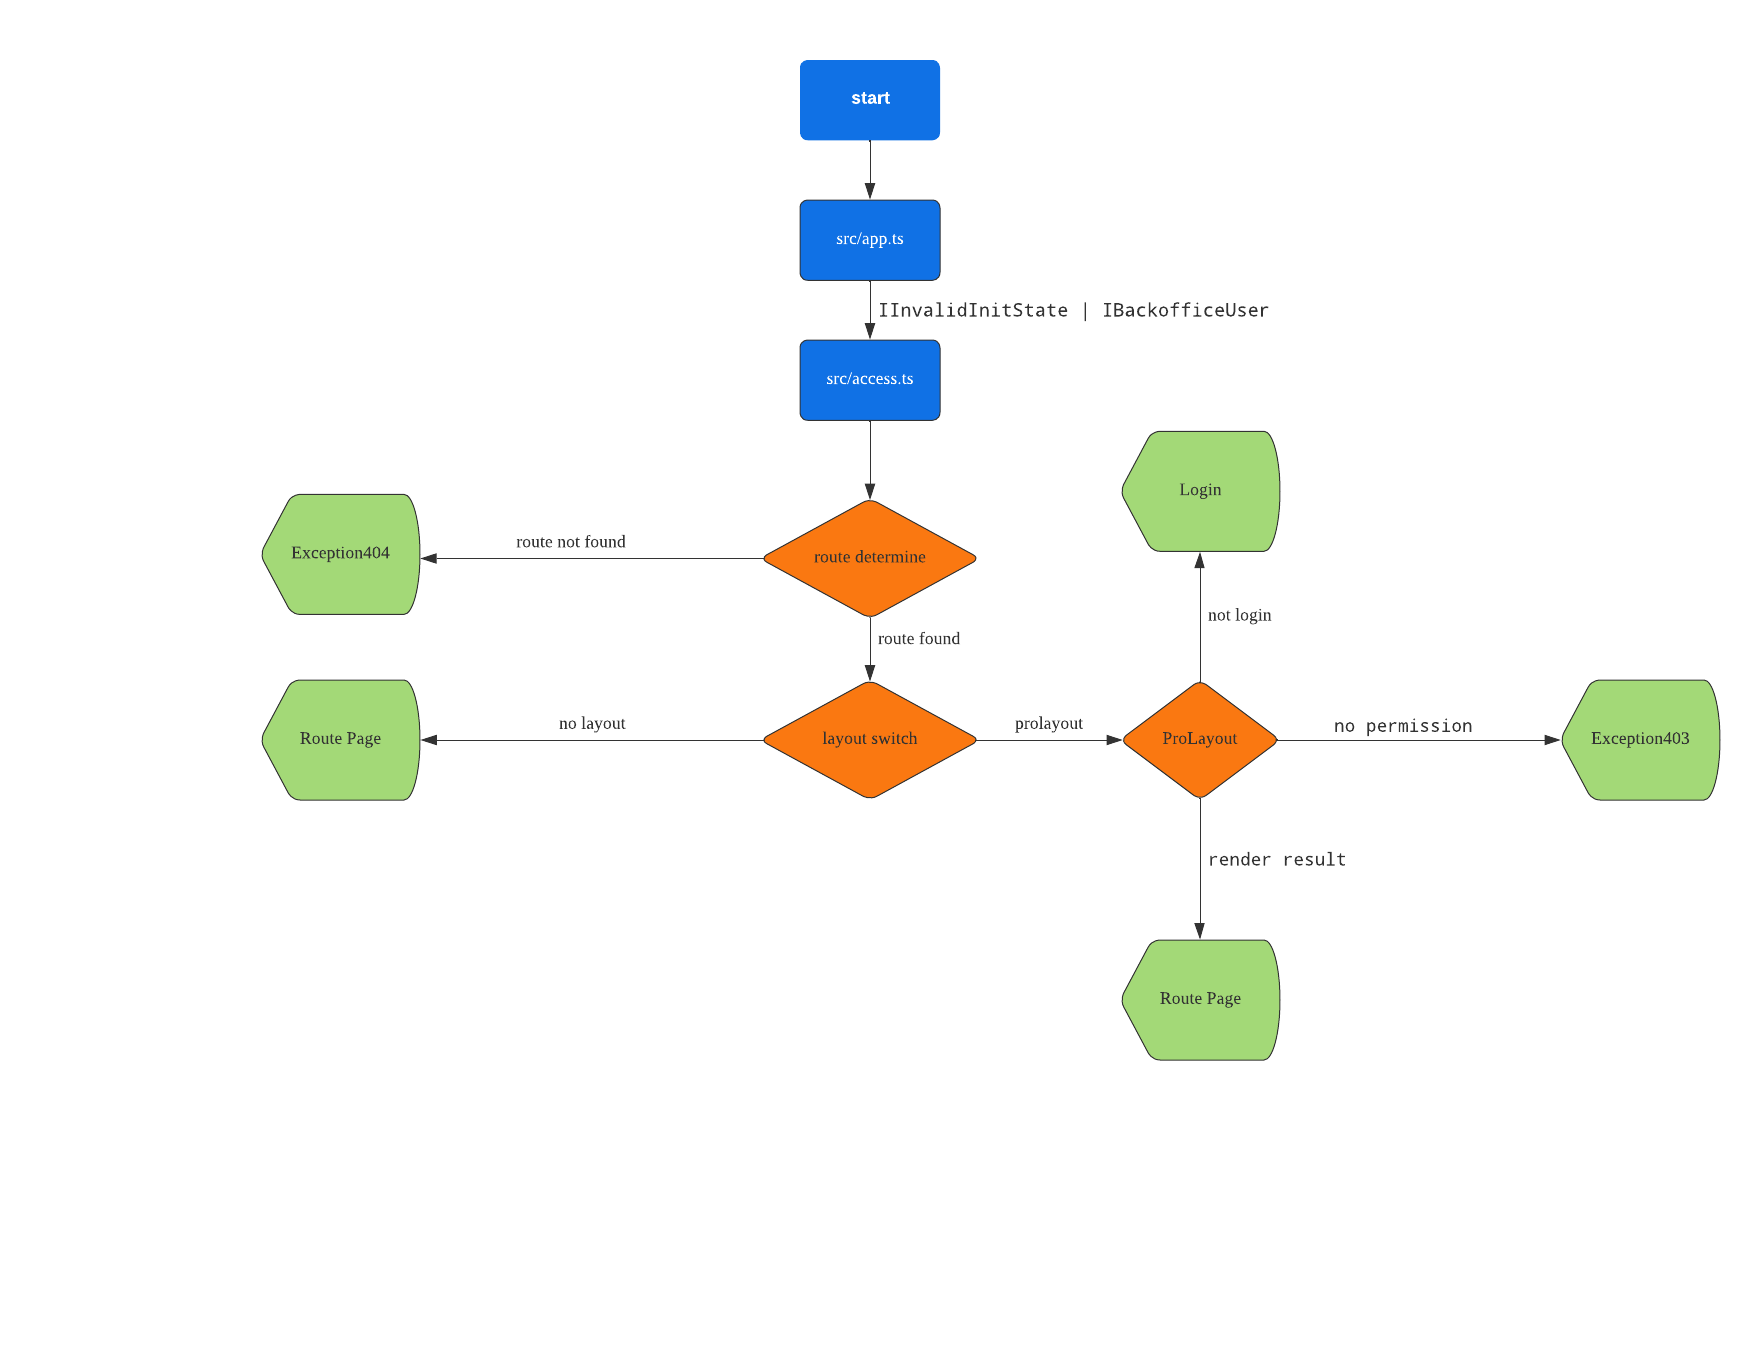 start
src/app.ts
IInvalidInitState | IBackofficeUser
src/access.ts
Login
Exception404
route not found
route determine
not login
route found
Route Page
no layout
layout switch
prolayout
ProLayout
no permission
Exception403
render result
Route Page